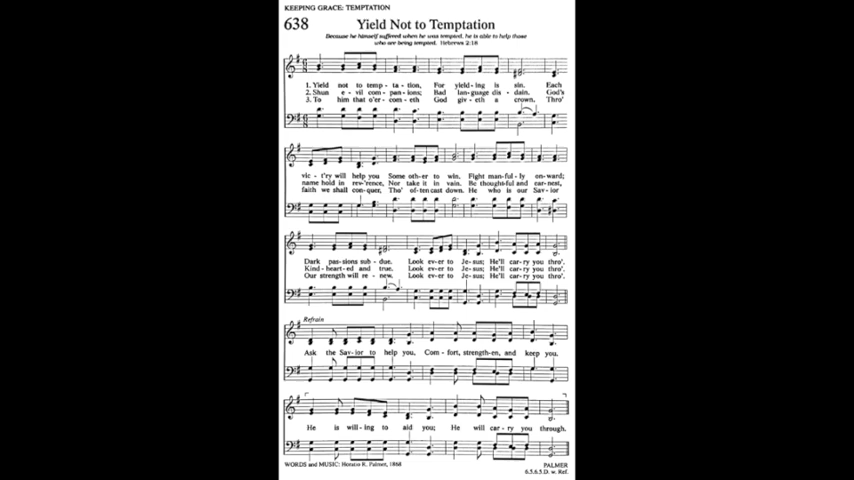 KEEPING GRACE: TEMPTATION
638 Yield Not to Temptation
Because he himself suffered when he was tempted, he is able to help those
who are being tempted. Hebrews 2:18
1. Yield not to temp - ta - tion, For yield - ing is sin. Each
2. Shun e - vil com - pan - ions; Bad lan - guage dis - dain. God's
3. To him that o'er - com - eth God giv - eth a crown. Thro'
vic - t'ry will help you Some oth - er to win. Fight man - ful - ly onward;
name hold in rev - 'rence, Nor take it in vain. Be thoughtful and ear - nest,
faith we shall con - quer, Tho' of - ten cast down. He who is our Sav - ior
Dark pas - sions sub - due. Look ev - er to Je - sus; He'll car - ry you thro'.
Kind - heart - ed and true. Look ev - er to Je - sus; He'll car - ry you thro'.
Our strength will re - new. Look ev - er to Je - sus; He'll car - ry you thro'.
Refrain
Ask the Sav - ior to help you, Com - fort, strength - en, and keep you.
He is will - ing to aid you; He will car - ry you through.
WORDS and MUSIC: Horatio R. Palmer, 1868 PALMER
6.5.6.5.D. w. Ref.